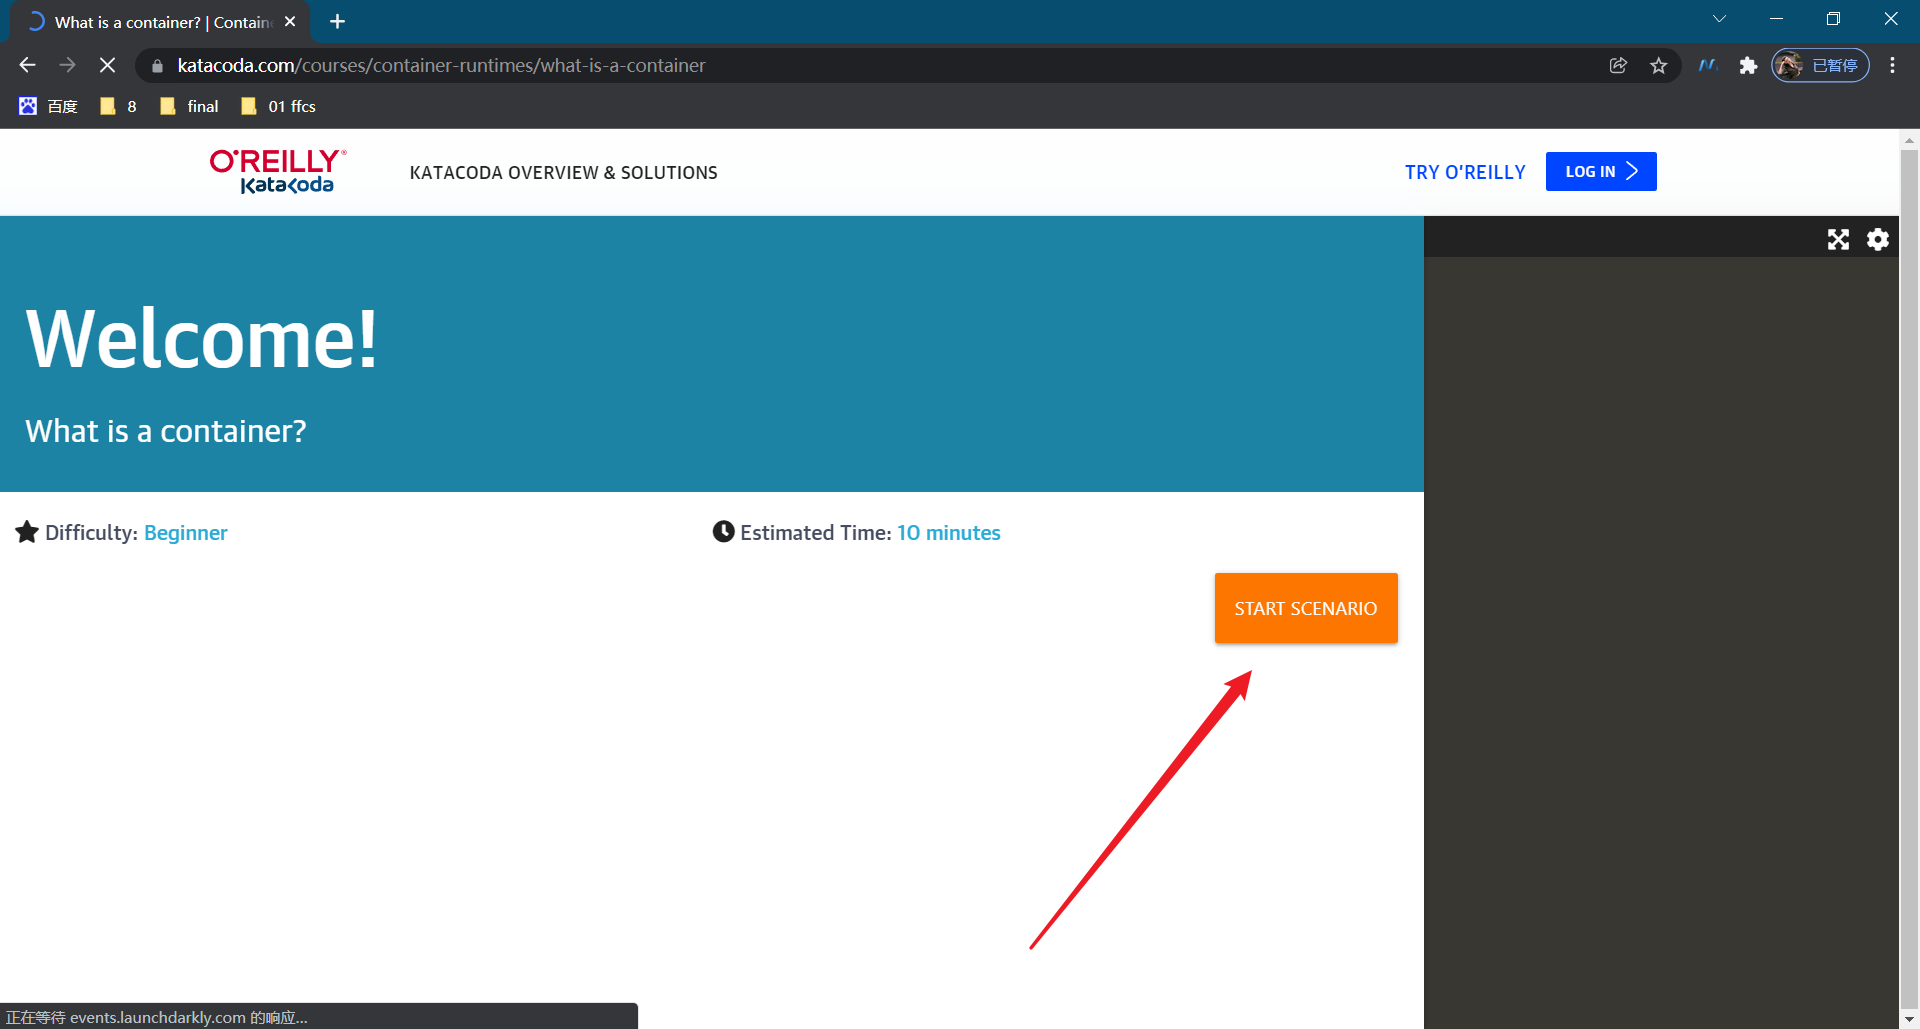 What is a container? | Contain
katacoda.com/courses/container-runtimes/what-is-a-container
已暂停
百度
8
final
01 ffcs
O'REILLY®
Katacoda
KATACODA OVERVIEW & SOLUTIONS
TRY O'REILLY
LOG IN
Welcome!
What is a container?
Difficulty: Beginner
Estimated Time: 10 minutes
START SCENARIO
正在等待 events.launchdarkly.com 的响应...